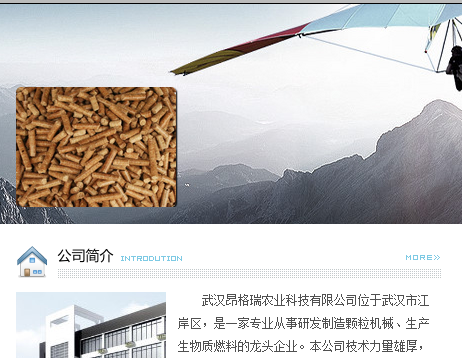 公司简介 INTRODUTION MORE»
武汉昂格瑞农业科技有限公司位于武汉市江
岸区，是一家专业从事研发制造颗粒机械、生产
生物质燃料的龙头企业。本公司技术力量雄厚，